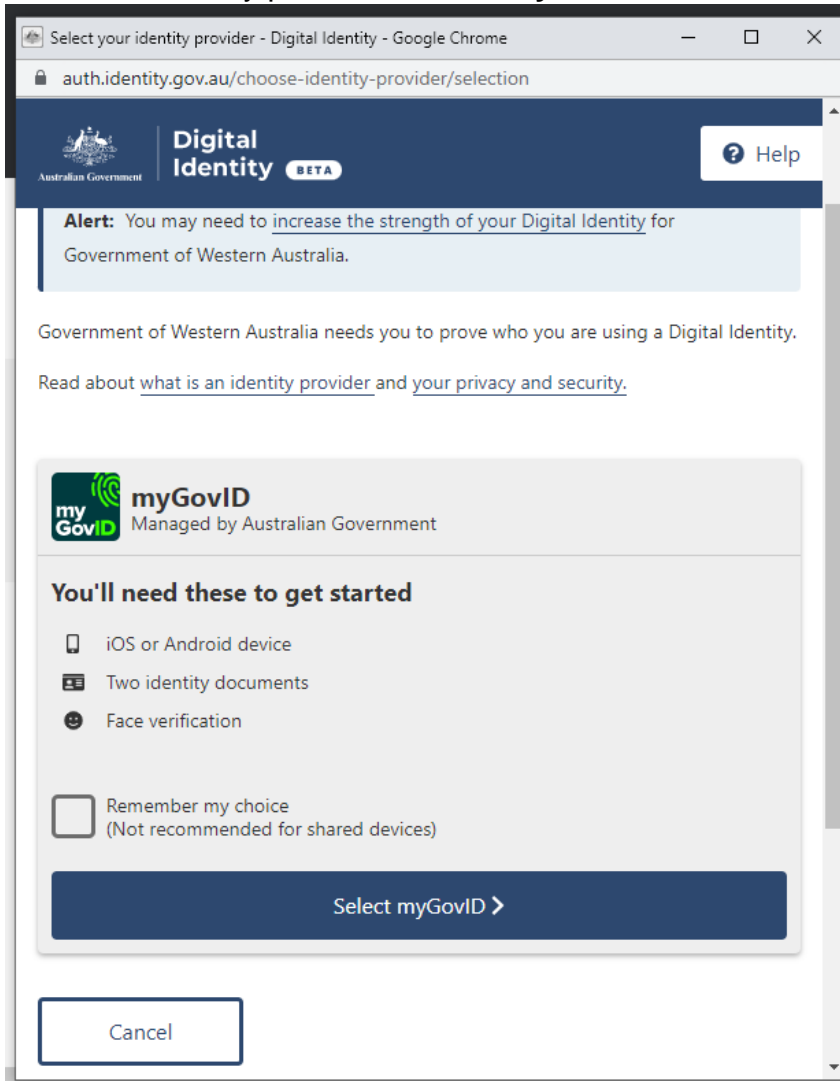 Select your identity provider - Digital Identity - Google Chrome
auth.identity.gov.au/choose-identity-provider/selection
Australian Government
Digital
Identity BETA
Help
Alert: You may need to increase the strength of your Digital Identity for
Government of Western Australia.
Government of Western Australia needs you to prove who you are using a Digital Identity.
Read about what is an identity provider and your privacy and security.
my
GovID
myGovID
Managed by Australian Government
You'll need these to get started
iOS or Android device
Two identity documents
Face verification
Remember my choice
(Not recommended for shared devices)
Select myGovID
Cancel